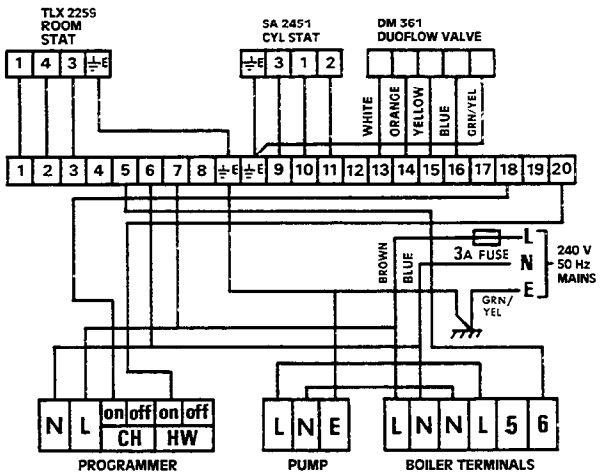 TLX 2259
ROOM
STAT
SA 2451
CYL STAT
DM 361
DUOFLOW VALVE
1 4 3 E
E 3 1 2
WHITE
ORANGE
YELLOW
BLUE
GRN/YEL
1 2 3 4 5 6 7 8 E E 9 10 11 12 13 14 15 16 17 18 19 20
BROWN
BLUE
3A FUSE
L
N
E
240 V
50 Hz
MAINS
GRN/
YEL
N L on off on off
CH HW
L N E
L N N L 5 6
PROGRAMMER
PUMP
BOILER TERMINALS